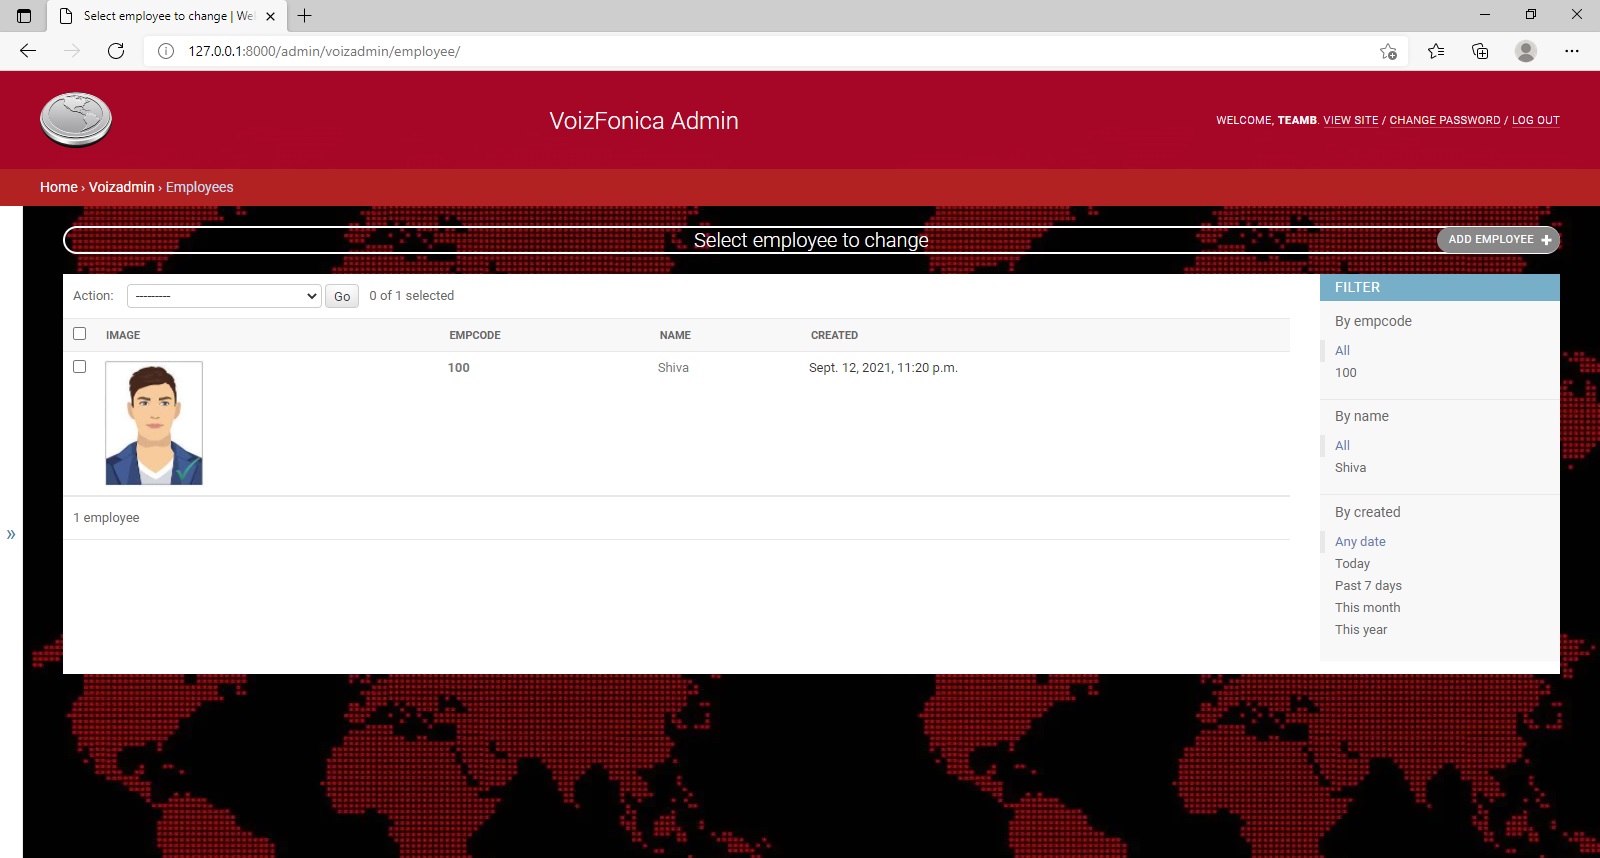 Select employee to change | Wel
127.0.0.1:8000/admin/voizadmin/employee/
VoizFonica Admin
WELCOME, TEAMB. VIEW SITE / CHANGE PASSWORD / LOG OUT
Home › Voizadmin › Employees
Select employee to change
ADD EMPLOYEE +
Action: --------- Go 0 of 1 selected
IMAGE EMPCODE NAME CREATED
100 Shiva Sept. 12, 2021, 11:20 p.m.
1 employee
»
FILTER
By empcode
All
100
By name
All
Shiva
By created
Any date
Today
Past 7 days
This month
This year